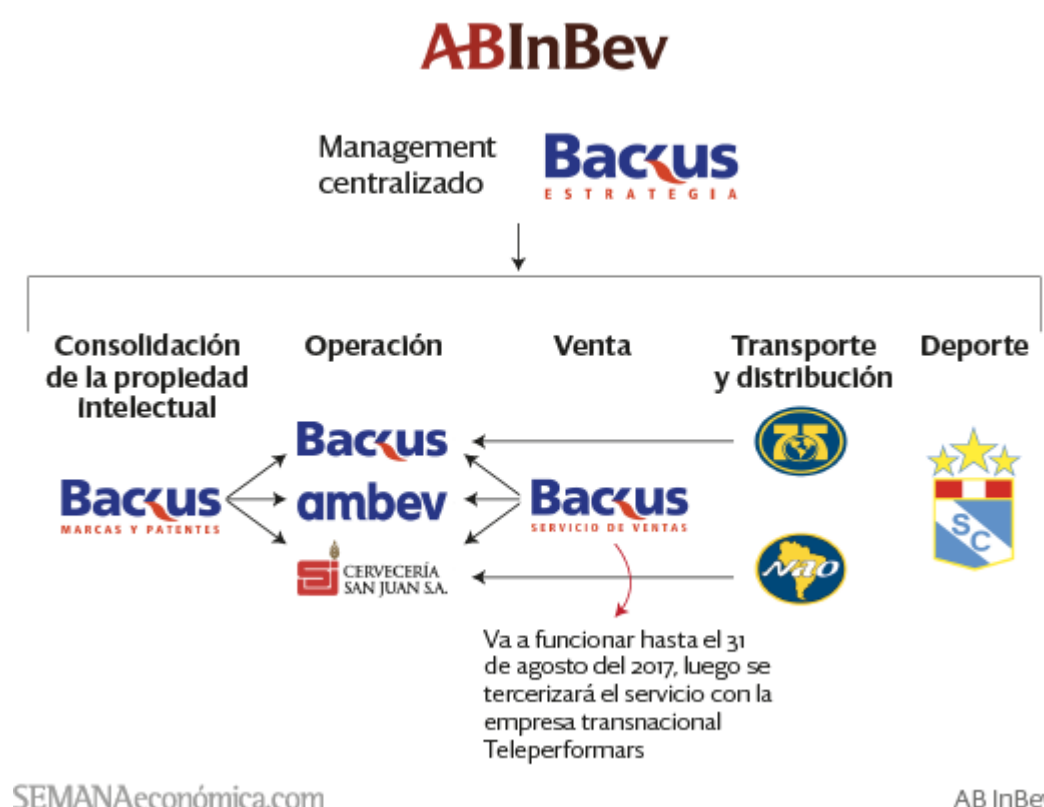 ABInBev
Management
centralizado
Backus
ESTRATEGIA
Consolidación
de la propiedad
intelectual
Operación
Venta
Transporte
y distribución
Deporte
Backus
MARCAS Y PATENTES
Backus
ambev
CERVECERÍA
SAN JUAN S.A.
Backus
SERVICIO DE VENTAS
NAO
SC
Va a funcionar hasta el 31
de agosto del 2017, luego se
tercerizará el servicio con la
empresa transnacional
Teleperformars
SEMANAeconómica.com
AB InBev